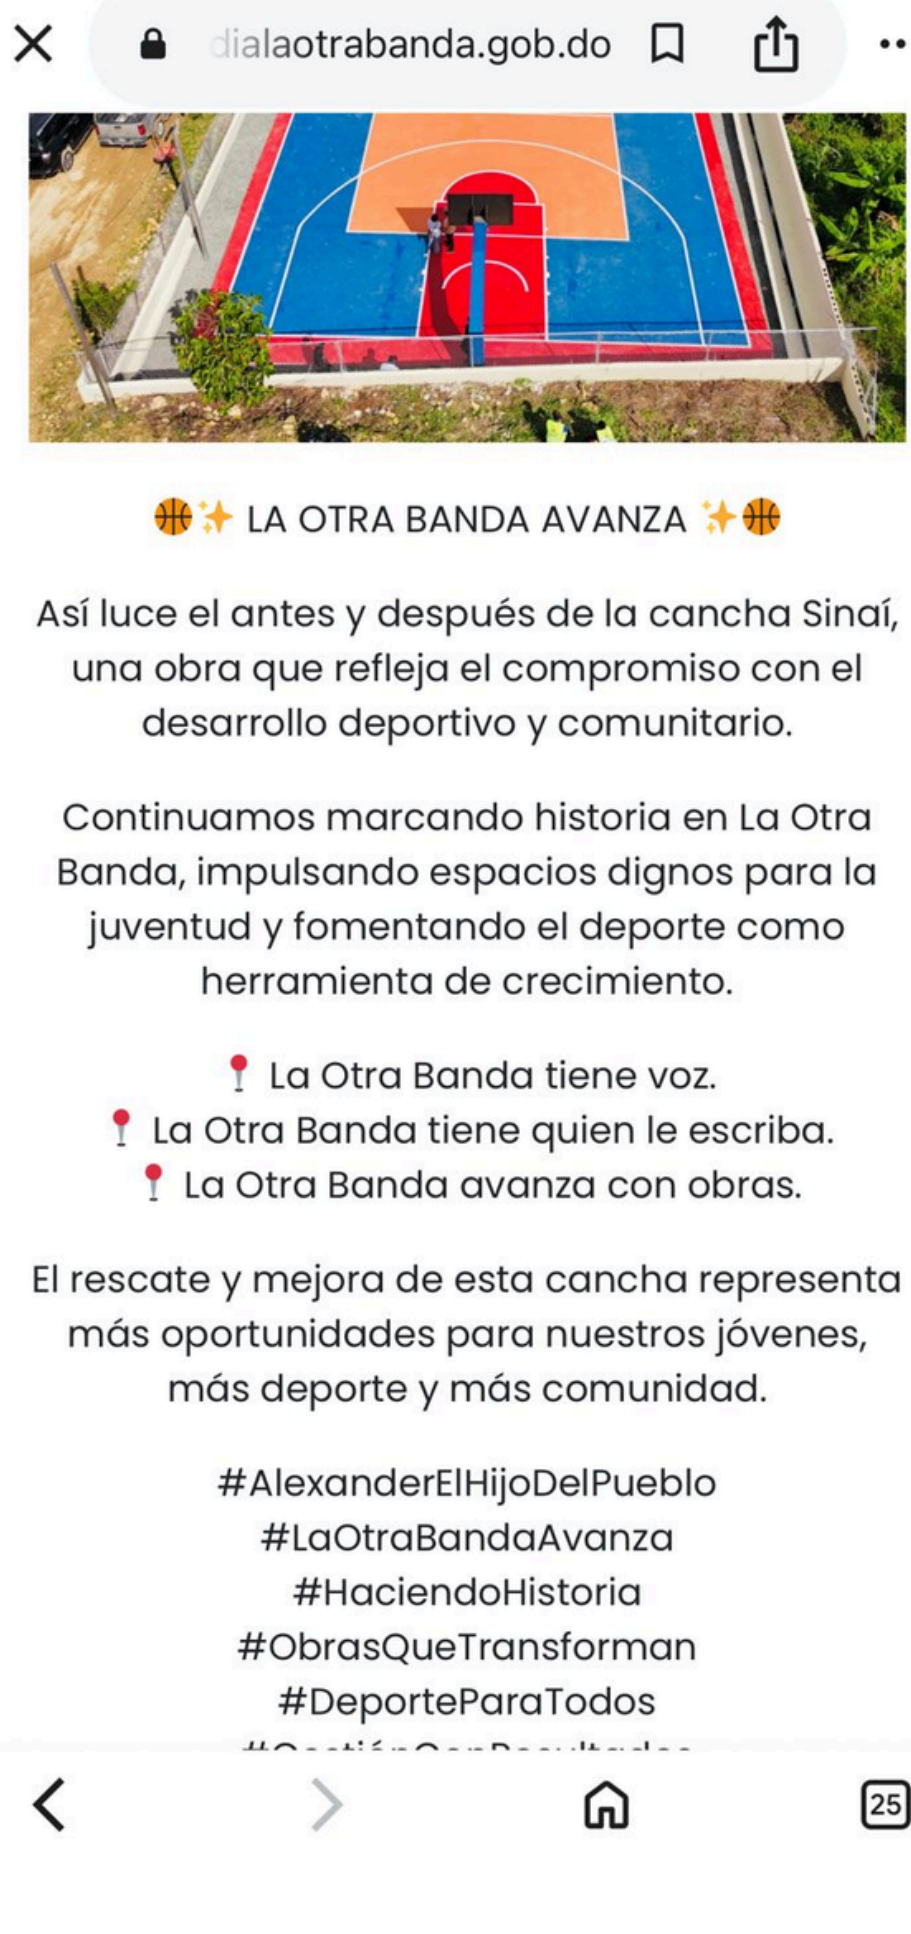 dialaotrabanda.gob.do
🏀✨ LA OTRA BANDA AVANZA ✨🏀
Así luce el antes y después de la cancha Sinaí,
una obra que refleja el compromiso con el
desarrollo deportivo y comunitario.
Continuamos marcando historia en La Otra
Banda, impulsando espacios dignos para la
juventud y fomentando el deporte como
herramienta de crecimiento.
📍 La Otra Banda tiene voz.
📍 La Otra Banda tiene quien le escriba.
📍 La Otra Banda avanza con obras.
El rescate y mejora de esta cancha representa
más oportunidades para nuestros jóvenes,
más deporte y más comunidad.
#AlexanderElHijoDelPueblo
#LaOtraBandaAvanza
#HaciendoHistoria
#ObrasQueTransforman
#DeporteParaTodos
25